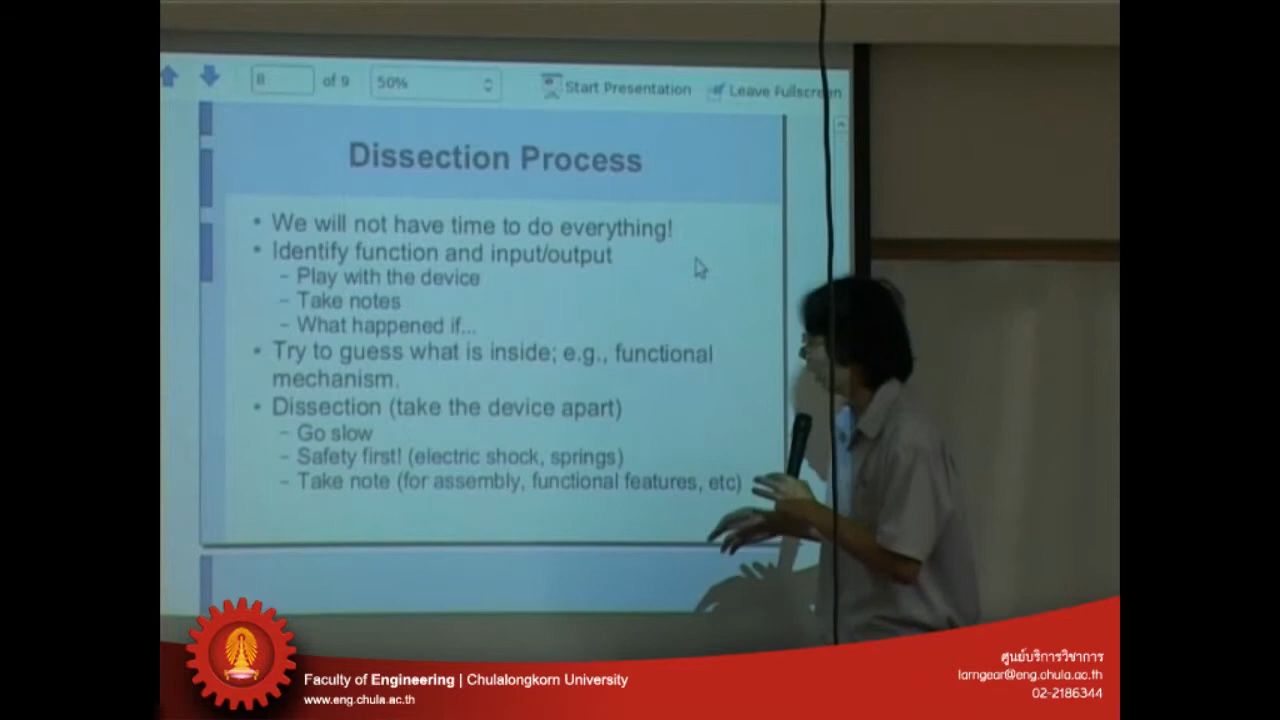 8 of 9 50% Start Presentation Leave Fullscreen
Dissection Process
• We will not have time to do everything!
• Identify function and input/output
– Play with the device
– Take notes
– What happened if...
• Try to guess what is inside; e.g., functional
mechanism.
• Dissection (take the device apart)
– Go slow
– Safety first! (electric shock, springs)
– Take note (for assembly, functional features, etc)
Faculty of Engineering | Chulalongkorn University
www.eng.chula.ac.th
ศูนย์บริการวิชาการ
larngear@eng.chula.ac.th
02-2186344